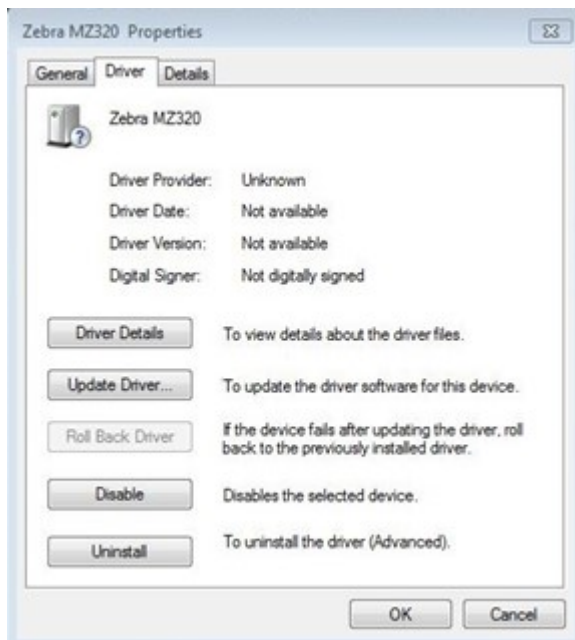 Zebra MZ320 Properties
General Driver Details
Zebra MZ320
Driver Provider: Unknown
Driver Date: Not available
Driver Version: Not available
Digital Signer: Not digitally signed
Driver Details To view details about the driver files.
Update Driver... To update the driver software for this device.
Roll Back Driver If the device fails after updating the driver, roll
back to the previously installed driver.
Disable Disables the selected device.
Uninstall To uninstall the driver (Advanced).
OK Cancel